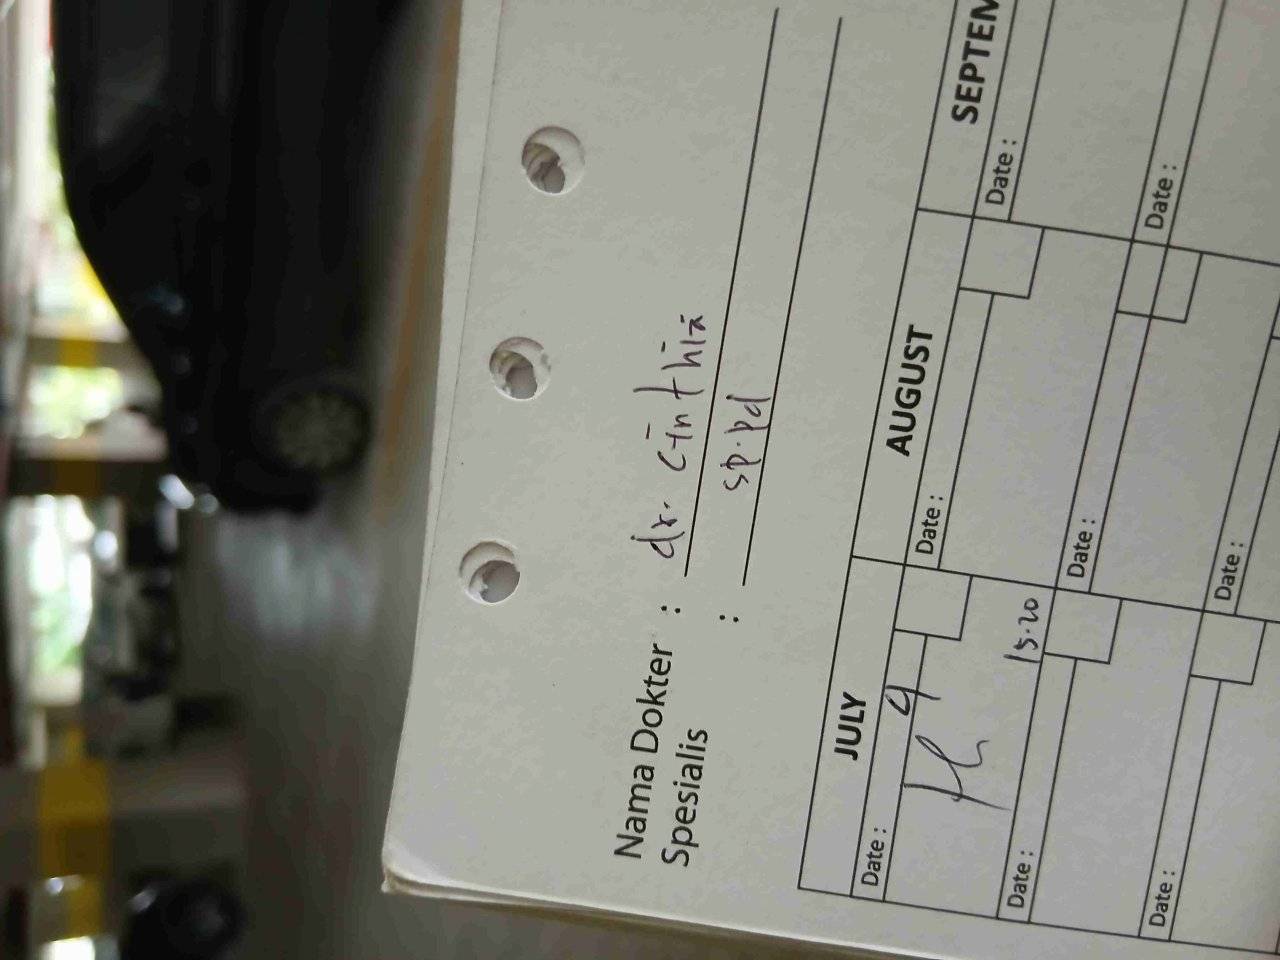 Nama Dokter : dr. Cinthia
Spesialis : Sp.Pd
JULY AUGUST SEPTEM
Date : 9 Date : Date :
15.20
Date : Date : Date :
Date : Date :